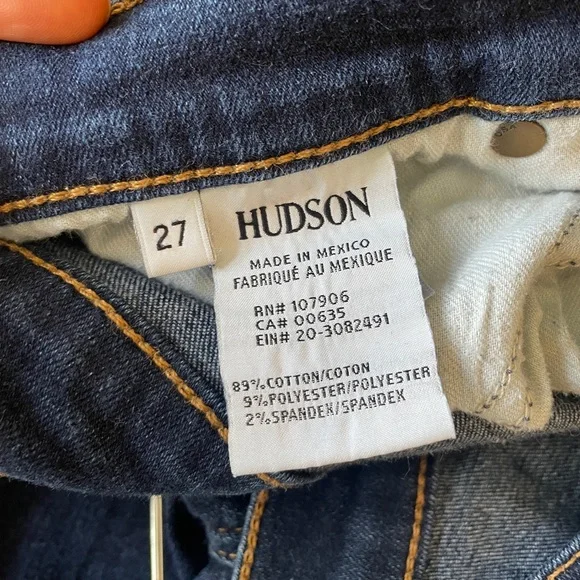 27
HUDSON
MADE IN MEXICO
FABRIQUÉ AU MEXIQUE
RN# 107906
CA# 00635
EIN# 20-3082491
89%COTTON/COTON
9%POLYESTER/POLYESTER
2%SPANDEX/SPANDEX